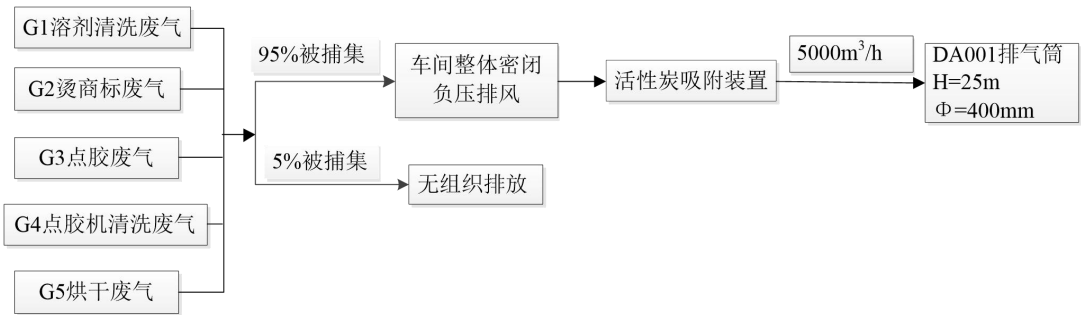 G1溶剂清洗废气
G2烫商标废气
G3点胶废气
G4点胶机清洗废气
G5烘干废气
95%被捕集
5%被捕集
车间整体密闭
负压排风
无组织排放
活性炭吸附装置
5000m³/h
DA001排气筒
H=25m
Φ=400mm